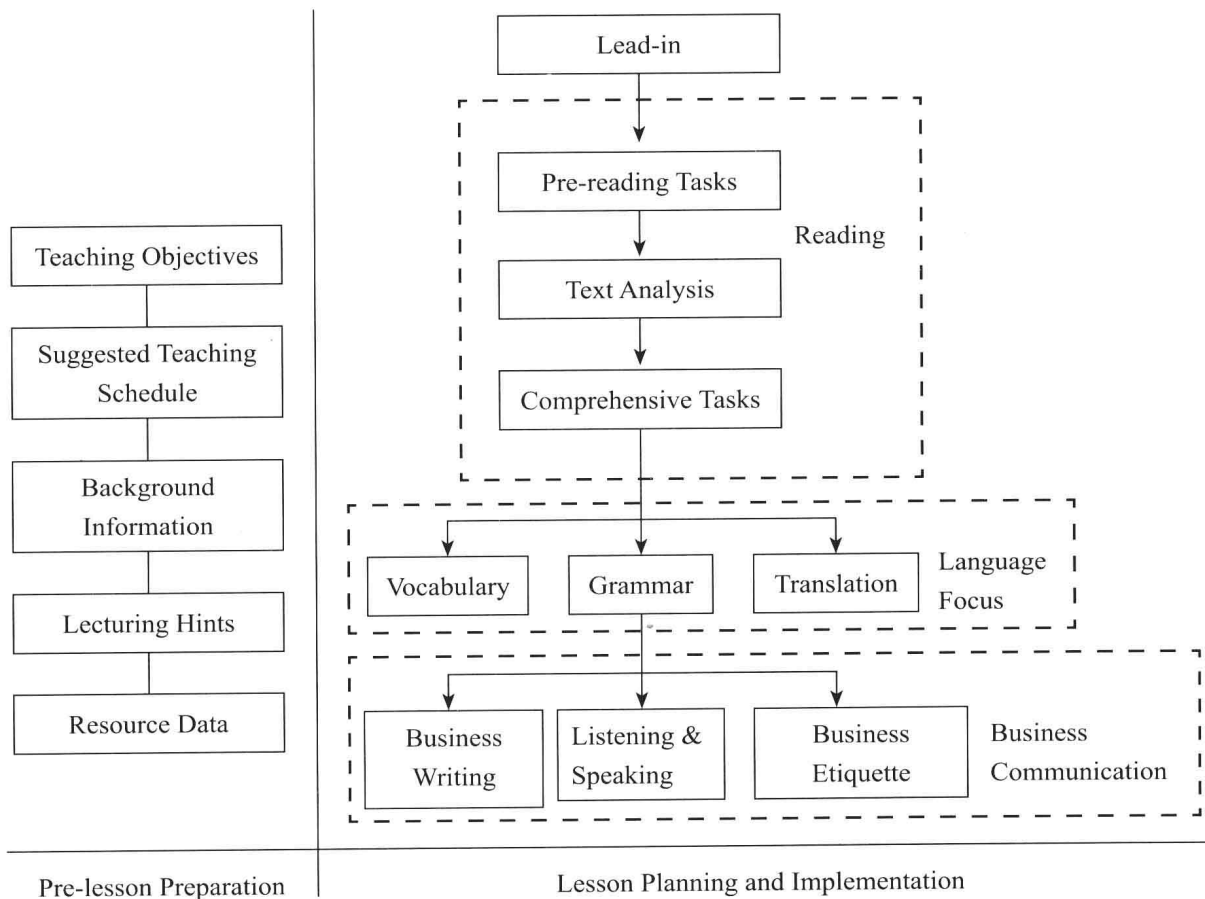 Lead-in
Pre-reading Tasks
Reading
Text Analysis
Comprehensive Tasks
Teaching Objectives
Suggested Teaching
Schedule
Background
Information
Lecturing Hints
Resource Data
Vocabulary
Grammar
Translation
Language
Focus
Business
Writing
Listening &
Speaking
Business
Etiquette
Business
Communication
Pre-lesson Preparation
Lesson Planning and Implementation